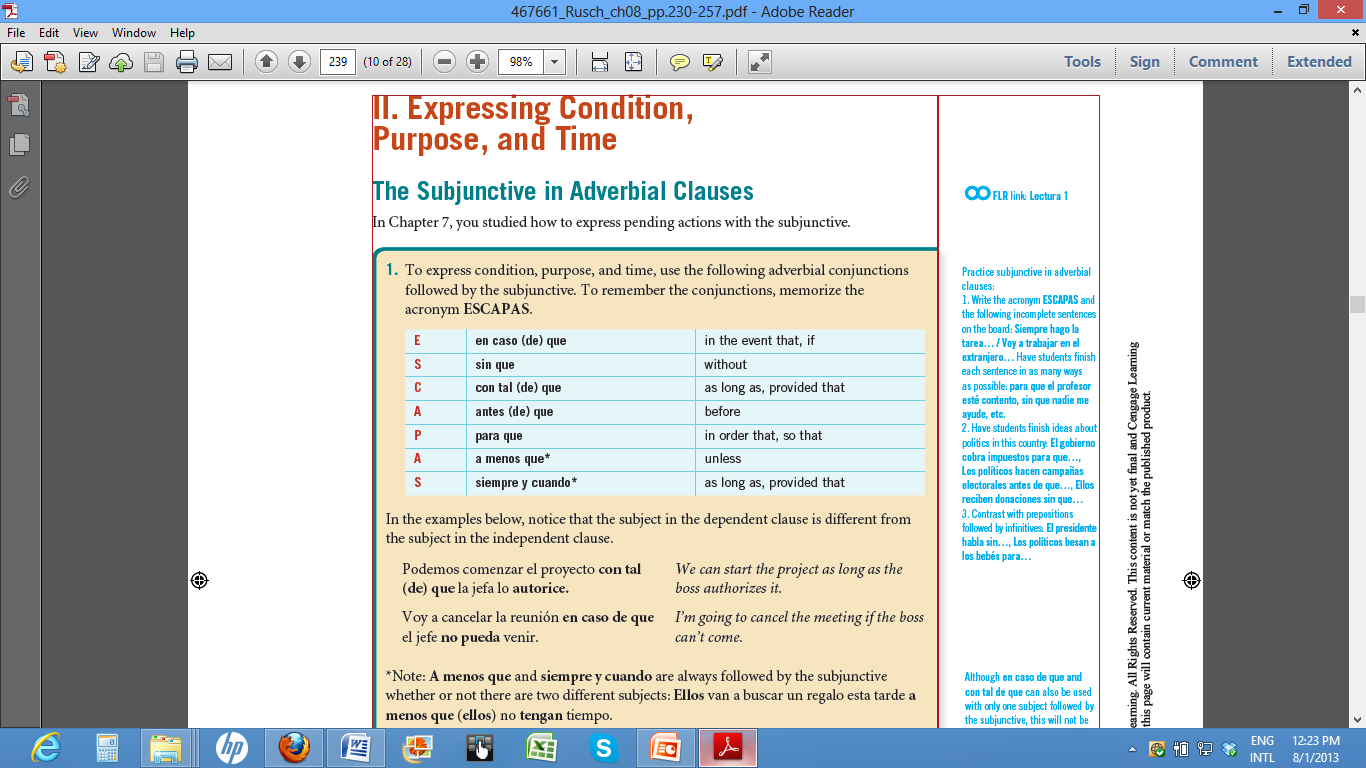 467661_Rusch_ch08_pp.230-257.pdf - Adobe Reader
File Edit View Window Help
239 (10 of 28) 98% Tools Sign Comment Extended
II. Expressing Condition,
Purpose, and Time
The Subjunctive in Adverbial Clauses
In Chapter 7, you studied how to express pending actions with the subjunctive.
1. To express condition, purpose, and time, use the following adverbial conjunctions
followed by the subjunctive. To remember the conjunctions, memorize the
acronym ESCAPAS.
E en caso (de) que in the event that, if
S sin que without
C con tal (de) que as long as, provided that
A antes (de) que before
P para que in order that, so that
A a menos que* unless
S siempre y cuando* as long as, provided that
In the examples below, notice that the subject in the dependent clause is different from
the subject in the independent clause.
Podemos comenzar el proyecto con tal
(de) que la jefa lo autorice.
We can start the project as long as the
boss authorizes it.
Voy a cancelar la reunión en caso de que
el jefe no pueda venir.
I'm going to cancel the meeting if the boss
can't come.
*Note: A menos que and siempre y cuando are always followed by the subjunctive
whether or not there are two different subjects: Ellos van a buscar un regalo esta tarde a
menos que (ellos) no tengan tiempo.
FLR link: Lectura 1
Practice subjunctive in adverbial
clauses:
1. Write the acronym ESCAPAS and
the following incomplete sentences
on the board: Siempre hago la
tarea... / Voy a trabajar en el
extranjero... Have students finish
each sentence in as many ways
as possible: para que el profesor
esté contento, sin que nadie me
ayude, etc.
2. Have students finish ideas about
politics in this country: El gobierno
cobra impuestos para que...,
Los políticos hacen campañas
electorales antes de que..., Ellos
reciben donaciones sin que...
3. Contrast with prepositions
followed by infinitives: El presidente
habla sin..., Los políticos besan a
los bebés para...
Although en caso de que and
con tal de que can also be used
with only one subject followed by
the subjunctive, this will not be
earning. All Rights Reserved. This content is not yet final and Cengage Learning
this page will contain current material or match the published product.
hp
ENG
INTL
12:23 PM
8/1/2013